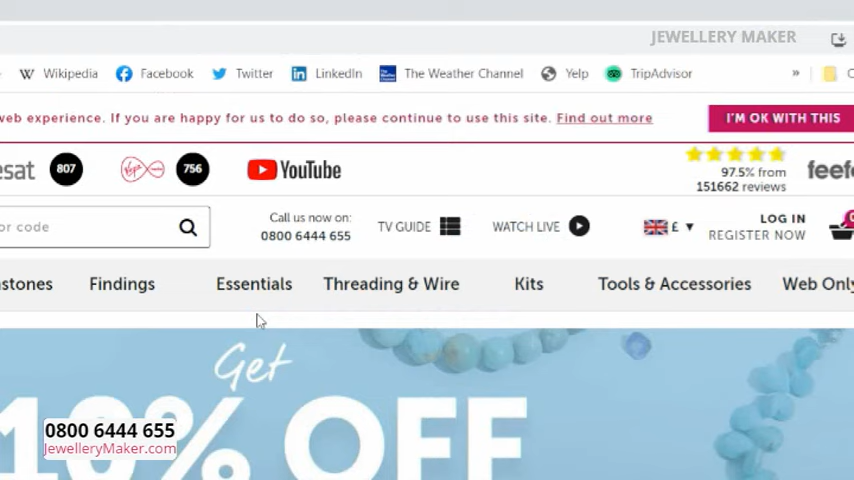 JEWELLERY MAKER
Wikipedia Facebook Twitter LinkedIn The Weather Channel Yelp TripAdvisor »
web experience. If you are happy for us to do so, please continue to use this site. Find out more I'M OK WITH THIS
esat 807 756 YouTube
97.5% from
151662 reviews
feefo
or code
Call us now on:
0800 6444 655
TV GUIDE WATCH LIVE £
LOG IN
REGISTER NOW
nstones Findings Essentials Threading & Wire Kits Tools & Accessories Web Only
Get
10% OFF
0800 6444 655
JewelleryMaker.com